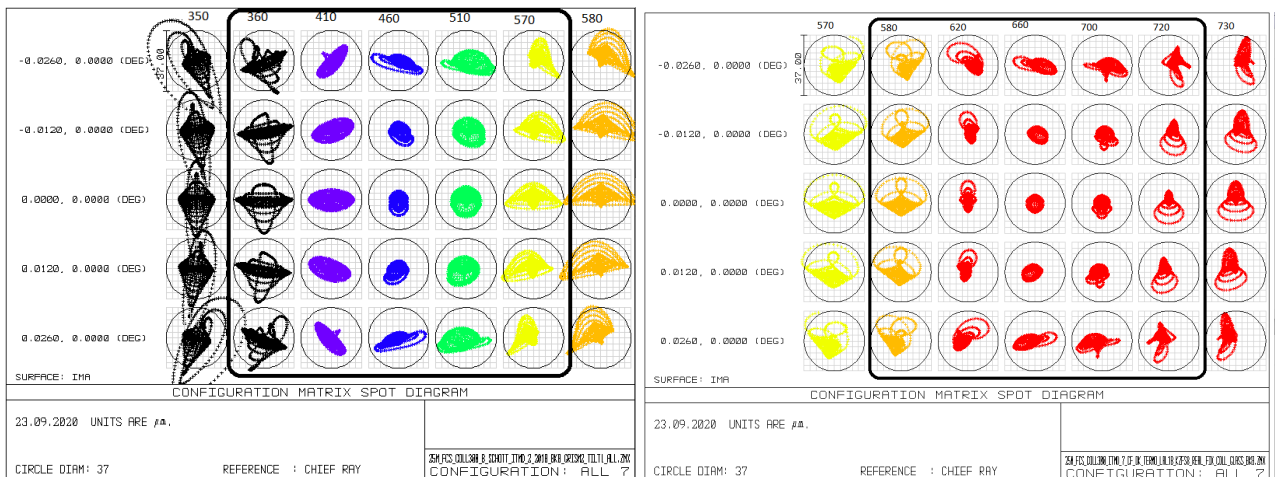 350 360 410 460 510 570 580
-0.0260, 0.0000 (DEG)
37.00
-0.0120, 0.0000 (DEG)
0.0000, 0.0000 (DEG)
0.0120, 0.0000 (DEG)
0.0260, 0.0000 (DEG)
SURFACE: IMA
CONFIGURATION MATRIX SPOT DIAGRAM
23.09.2020 UNITS ARE µm.
CIRCLE DIAM: 37 REFERENCE : CHIEF RAY
CONFIGURATION: ALL 7
570 580 620 660 700 720 730
-0.0260, 0.0000 (DEG)
37.00
-0.0120, 0.0000 (DEG)
0.0000, 0.0000 (DEG)
0.0120, 0.0000 (DEG)
0.0260, 0.0000 (DEG)
SURFACE: IMA
CONFIGURATION MATRIX SPOT DIAGRAM
23.09.2020 UNITS ARE µm.
CIRCLE DIAM: 37 REFERENCE : CHIEF RAY
CONFIGURATION: ALL 7